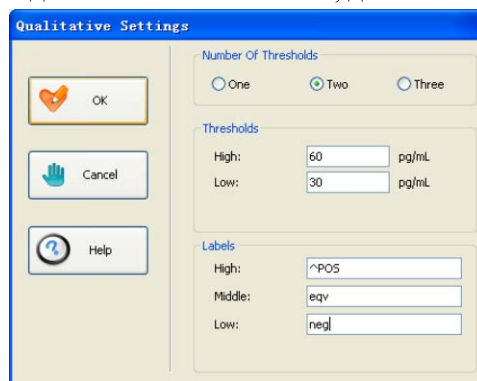 Qualitative Settings
OK
Cancel
Help
Number Of Thresholds
One Two Three
Thresholds
High: 60 pg/mL
Low: 30 pg/mL
Labels
High: ^POS
Middle: eqv
Low: neg